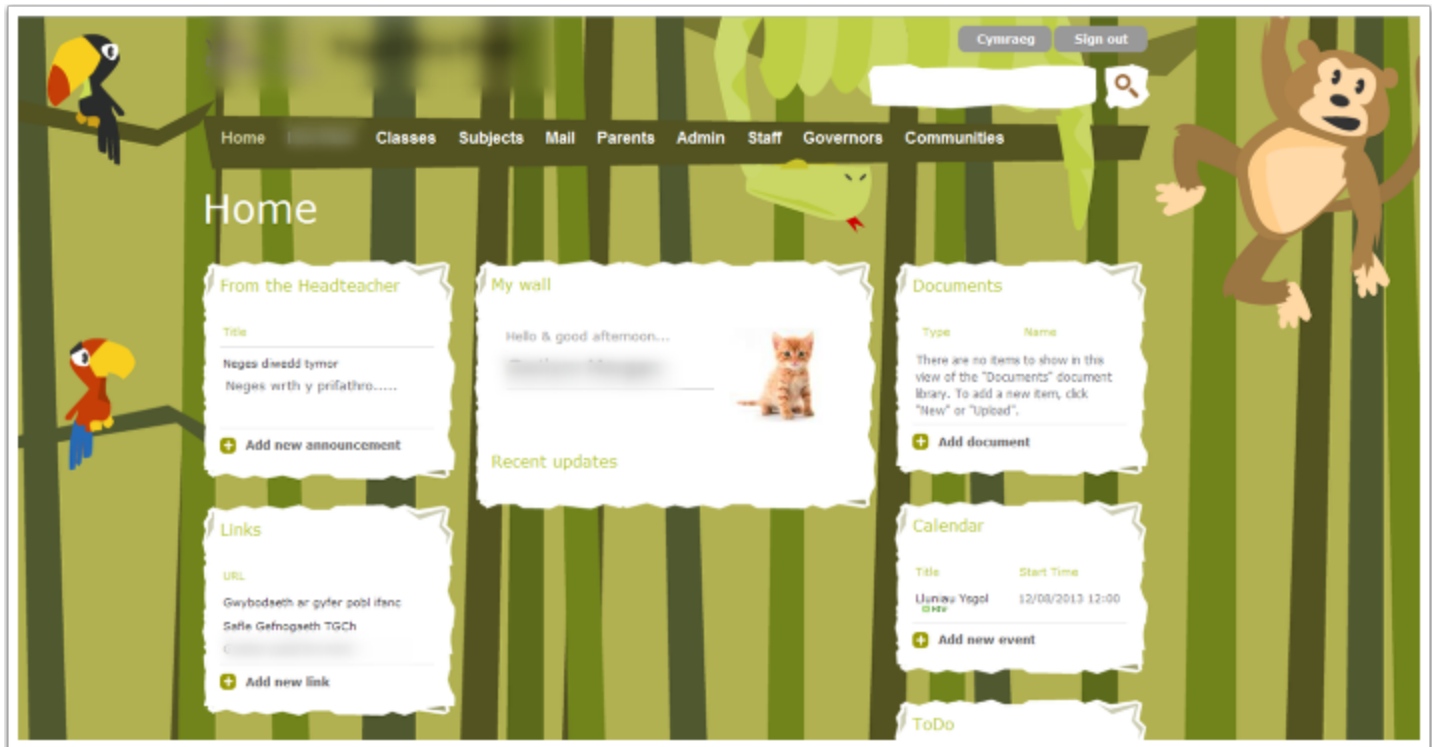 Cymraeg
Sign out
Home
Classes
Subjects
Mail
Parents
Admin
Staff
Governors
Communities
Home
From the Headteacher
Title
Neges diwedd tymor
Neges wrth y prifathro.....
Add new announcement
Links
URL
Gwybodaeth ar gyfer pobl ifanc
Safle Gefnogaeth TGCh
Add new link
My wall
Hello & good afternoon...
Recent updates
Documents
Type
Name
There are no items to show in this
view of the "Documents" document
library. To add a new item, click
"New" or "Upload".
Add document
Calendar
Title
Start Time
Lluniau Ysgol
12/08/2013 12:00
Add new event
ToDo